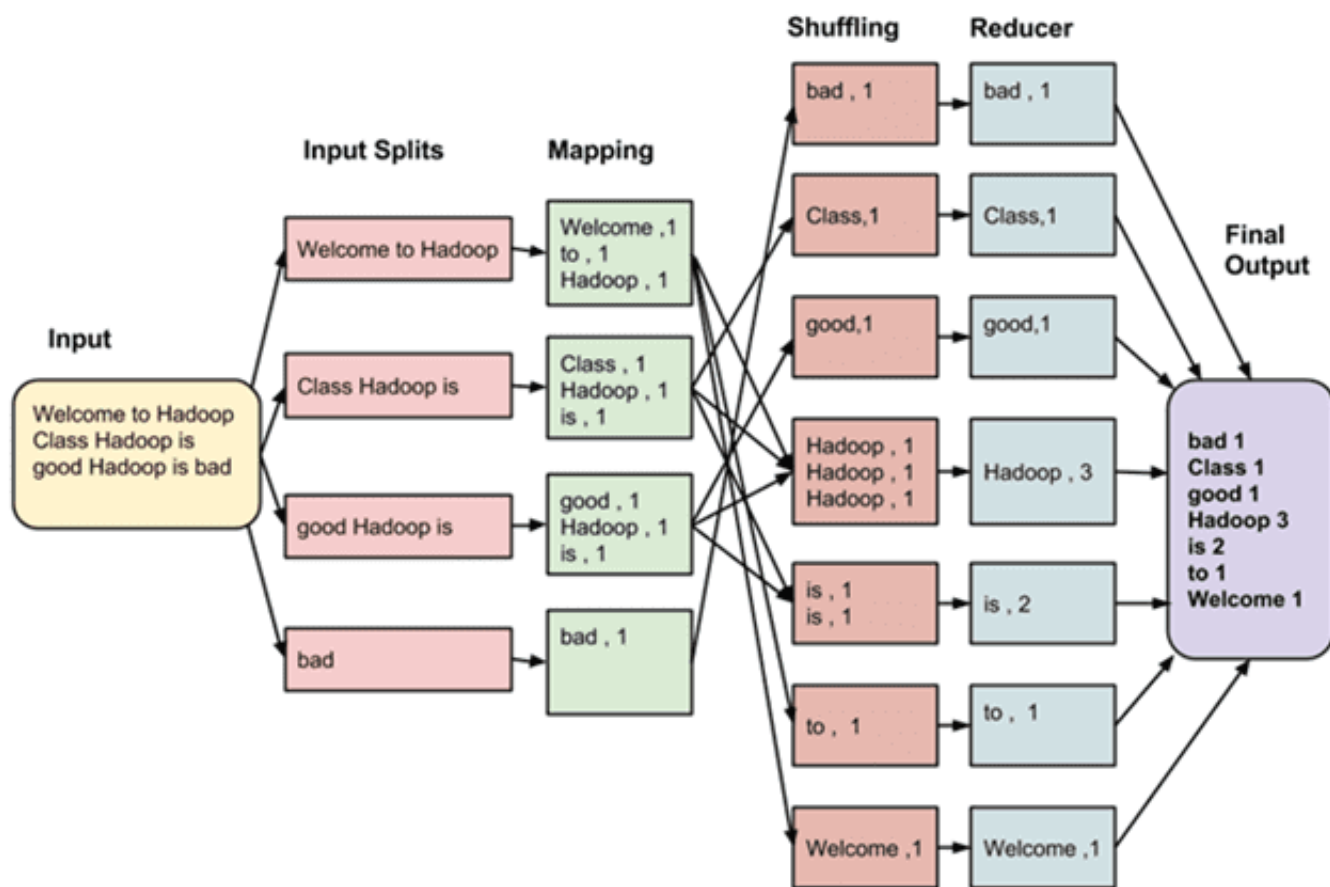 Shuffling
Reducer
Input Splits
Mapping
Input
Final
Output
Welcome to Hadoop
Class Hadoop is
good Hadoop is bad
Welcome to Hadoop
Class Hadoop is
good Hadoop is
bad
Welcome ,1
to , 1
Hadoop , 1
Class , 1
Hadoop , 1
is , 1
good , 1
Hadoop , 1
is , 1
bad , 1
bad , 1
Class,1
good,1
Hadoop , 1
Hadoop , 1
Hadoop , 1
is , 1
is , 1
to , 1
Welcome ,1
bad , 1
Class,1
good,1
Hadoop , 3
is , 2
to , 1
Welcome ,1
bad 1
Class 1
good 1
Hadoop 3
is 2
to 1
Welcome 1